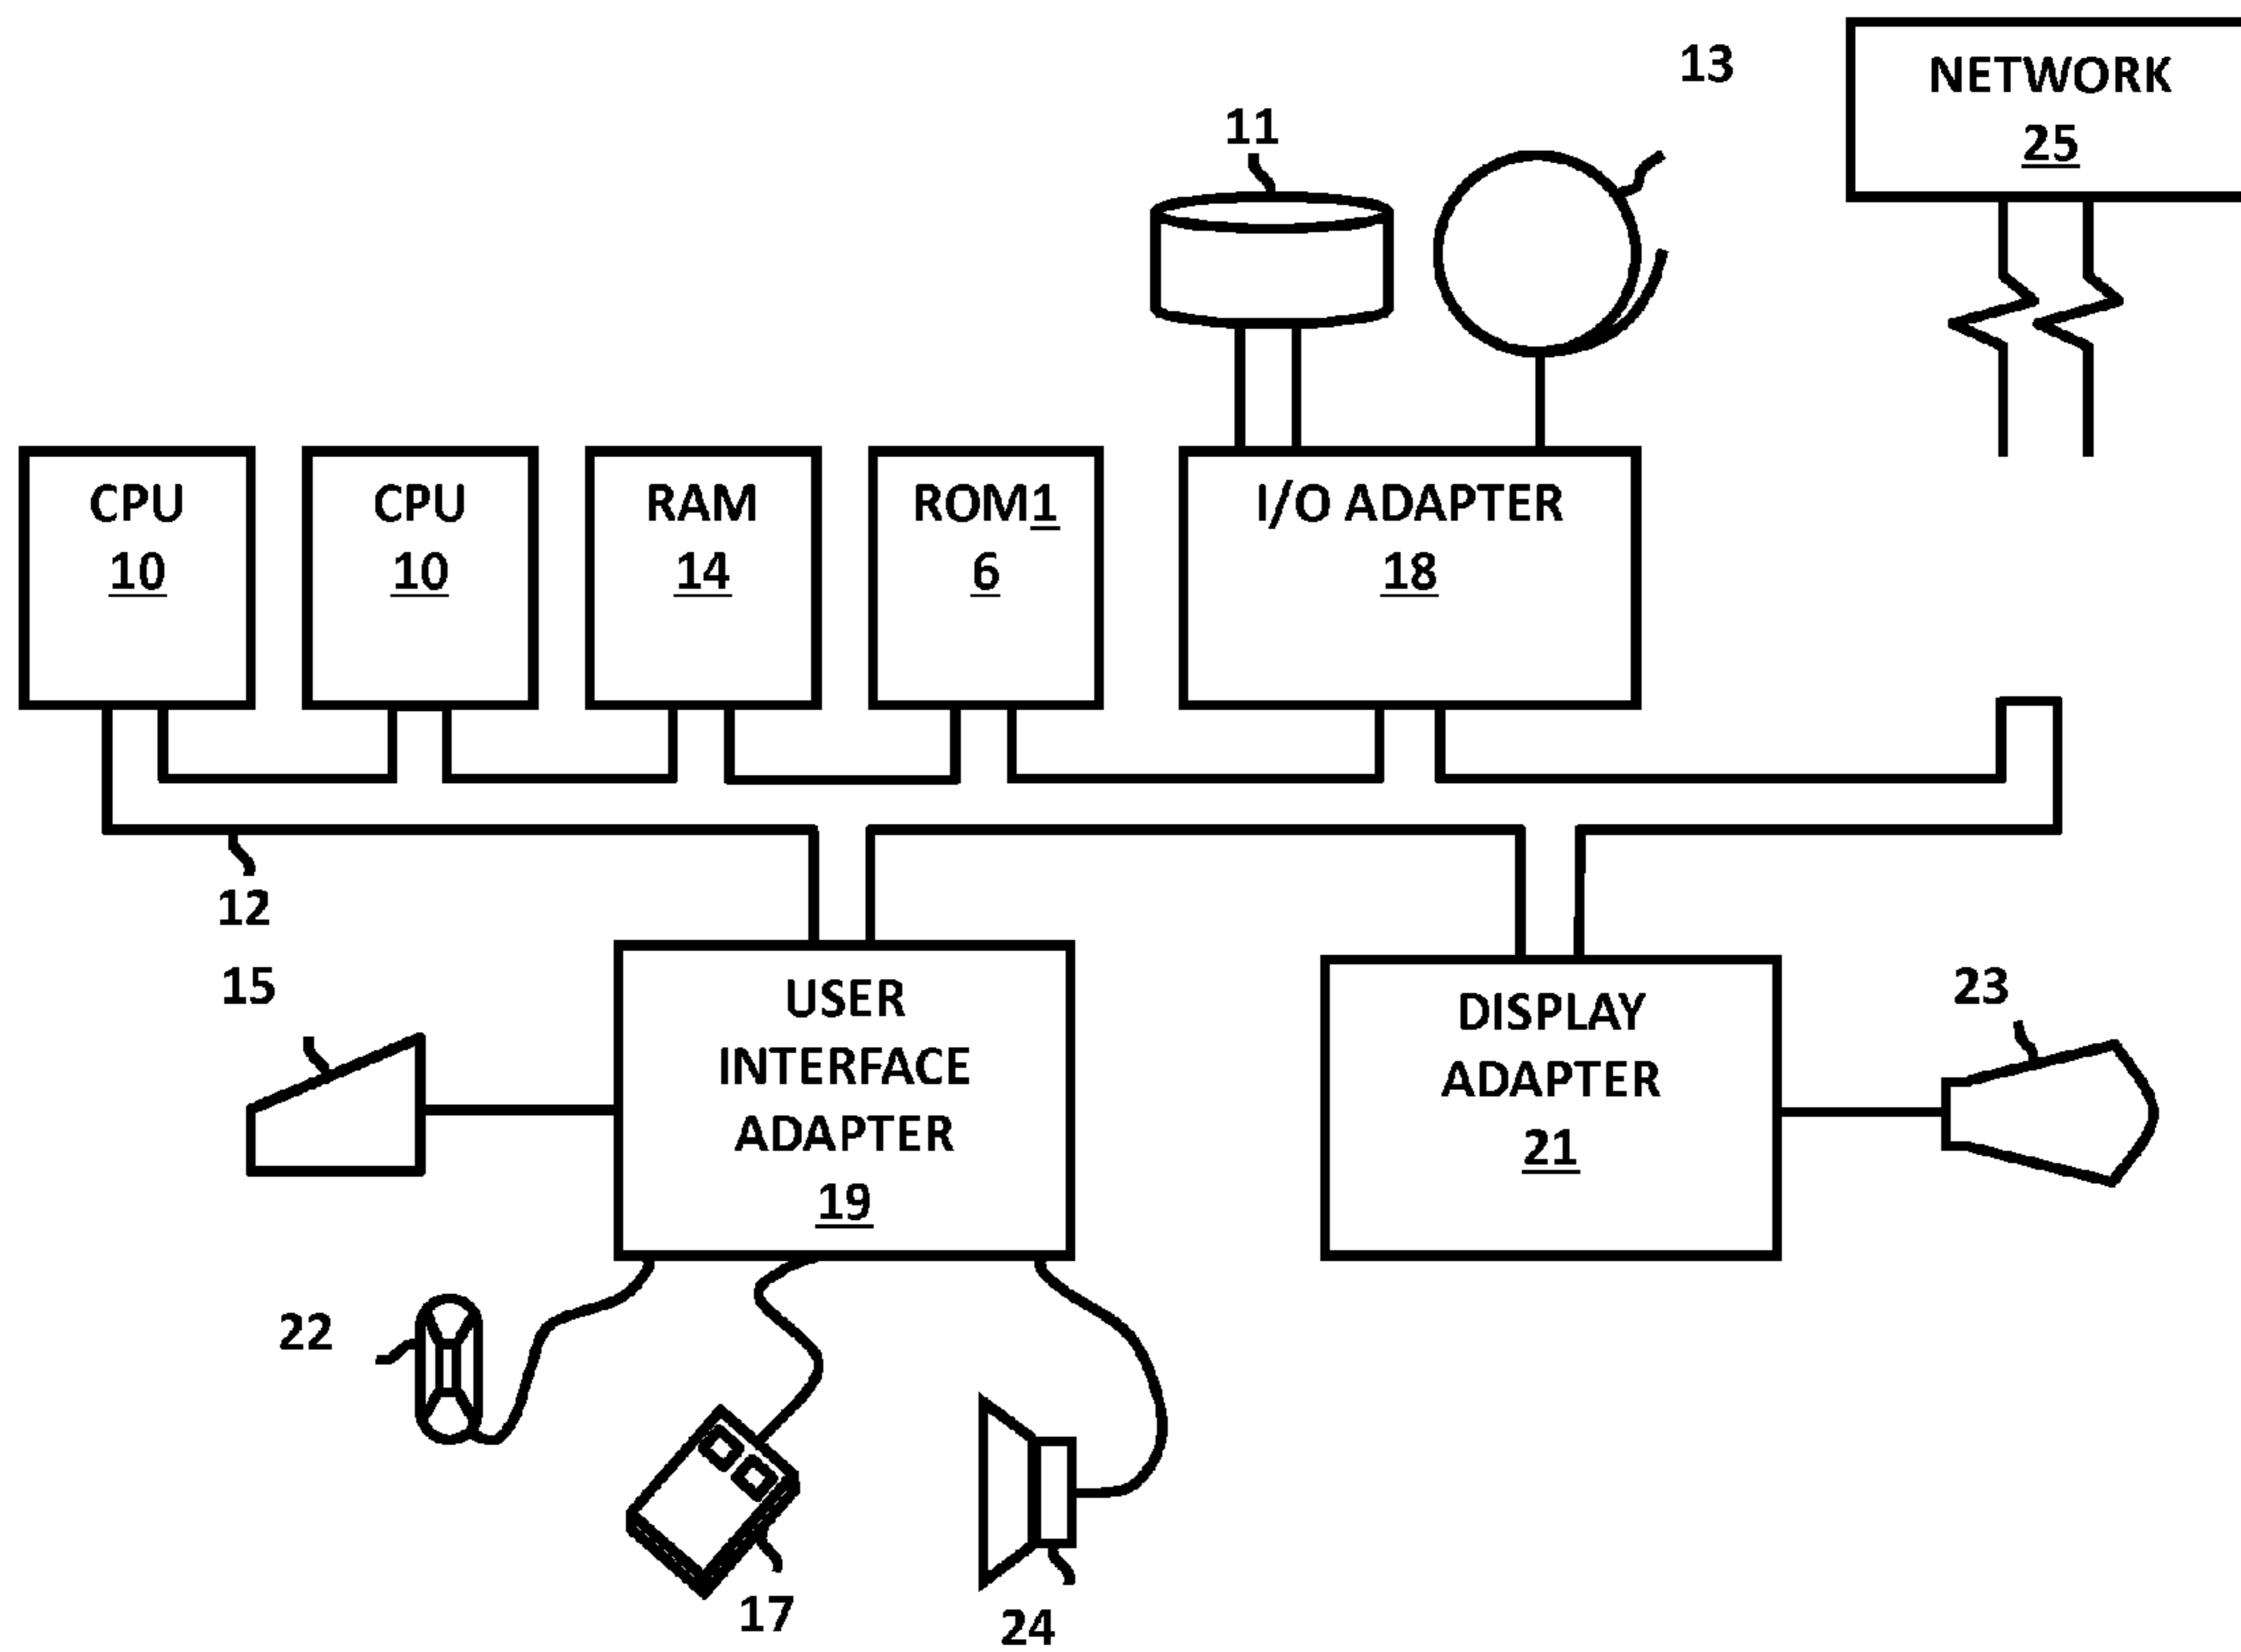 13
NETWORK
25
11
CPU
10
CPU
10
RAM
14
ROM1
6
I/O ADAPTER
18
12
15
USER
INTERFACE
ADAPTER
19
DISPLAY
ADAPTER
21
23
22
17
24